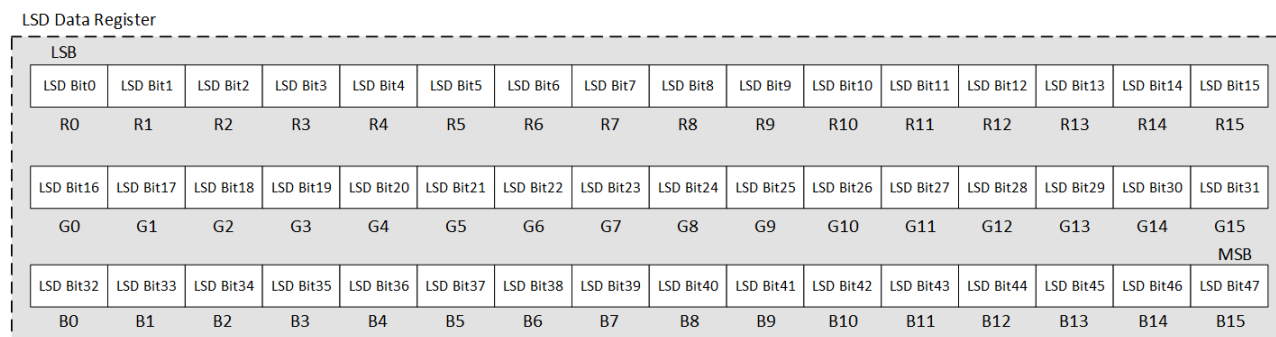 LSD Data Register
LSB
LSD Bit0 LSD Bit1 LSD Bit2 LSD Bit3 LSD Bit4 LSD Bit5 LSD Bit6 LSD Bit7 LSD Bit8 LSD Bit9 LSD Bit10 LSD Bit11 LSD Bit12 LSD Bit13 LSD Bit14 LSD Bit15
R0 R1 R2 R3 R4 R5 R6 R7 R8 R9 R10 R11 R12 R13 R14 R15
LSD Bit16 LSD Bit17 LSD Bit18 LSD Bit19 LSD Bit20 LSD Bit21 LSD Bit22 LSD Bit23 LSD Bit24 LSD Bit25 LSD Bit26 LSD Bit27 LSD Bit28 LSD Bit29 LSD Bit30 LSD Bit31
G0 G1 G2 G3 G4 G5 G6 G7 G8 G9 G10 G11 G12 G13 G14 G15
MSB
LSD Bit32 LSD Bit33 LSD Bit34 LSD Bit35 LSD Bit36 LSD Bit37 LSD Bit38 LSD Bit39 LSD Bit40 LSD Bit41 LSD Bit42 LSD Bit43 LSD Bit44 LSD Bit45 LSD Bit46 LSD Bit47
B0 B1 B2 B3 B4 B5 B6 B7 B8 B9 B10 B11 B12 B13 B14 B15